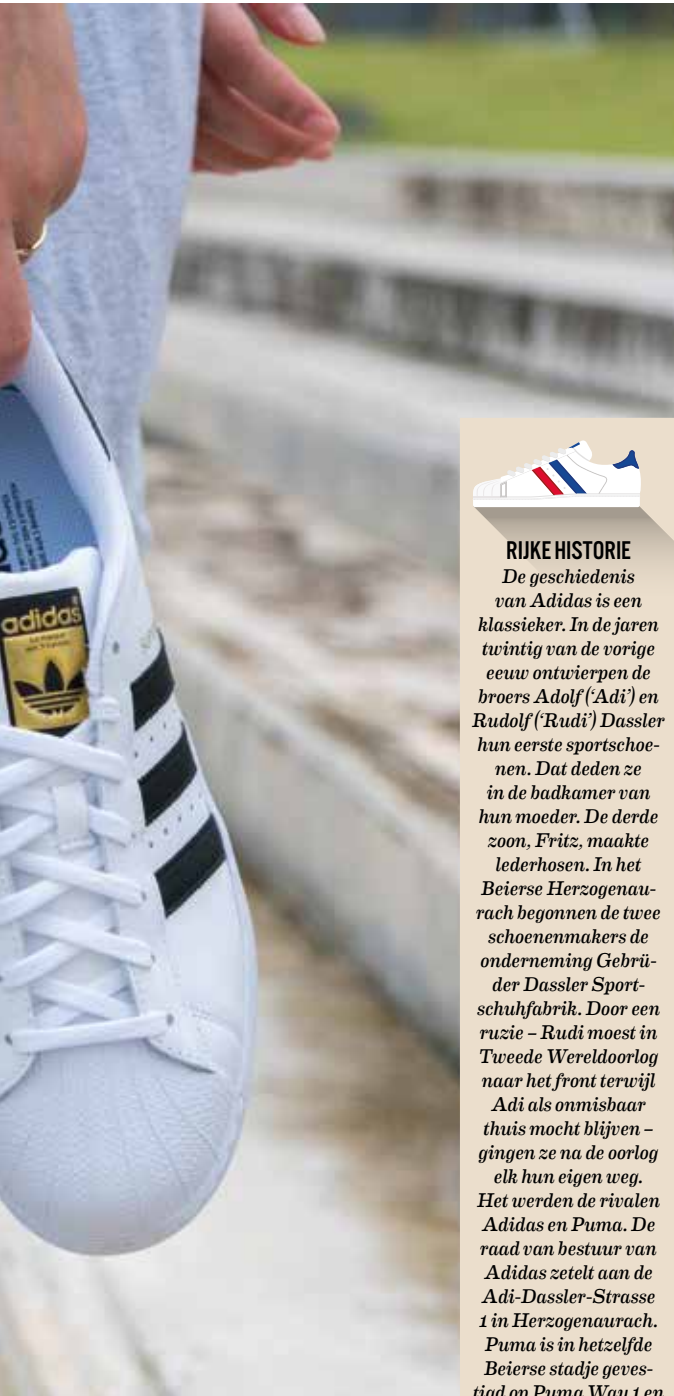 adidas
RIJKE HISTORIE
De geschiedenis
van Adidas is een
klassieker. In de jaren
twintig van de vorige
eeuw ontwierpen de
broers Adolf (‘Adi’) en
Rudolf (‘Rudi’) Dassler
hun eerste sportschoe-
nen. Dat deden ze
in de badkamer van
hun moeder. De derde
zoon, Fritz, maakte
lederhosen. In het
Beierse Herzogenau-
rach begonnen de twee
schoenenmakers de
onderneming Gebrü-
der Dassler Sport-
schuhfabrik. Door een
ruzie – Rudi moest in
Tweede Wereldoorlog
naar het front terwijl
Adi als onmisbaar
thuis mocht blijven –
gingen ze na de oorlog
elk hun eigen weg.
Het werden de rivalen
Adidas en Puma. De
raad van bestuur van
Adidas zetelt aan de
Adi-Dassler-Strasse
1 in Herzogenaurach.
Puma is in hetzelfde
Beierse stadje geves-
tigd op Puma Way 1 en